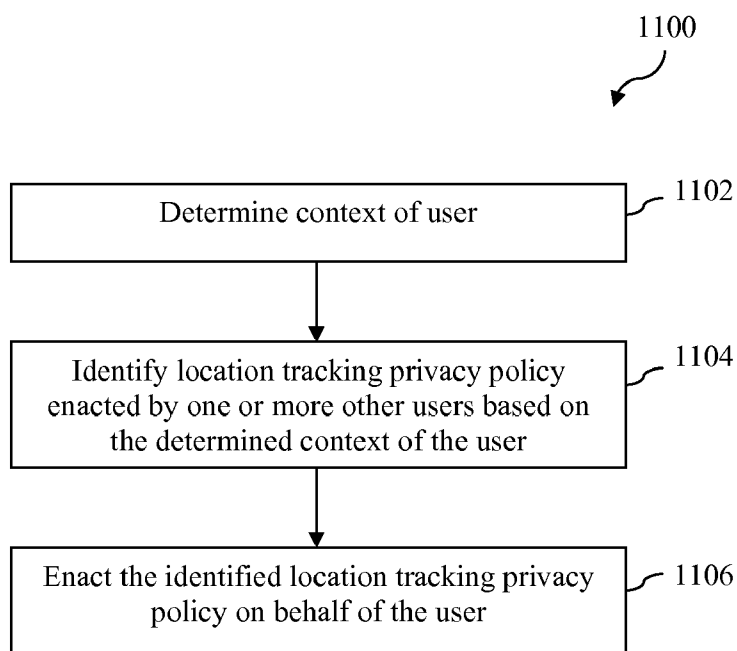 1100
Determine context of user
1102
Identify location tracking privacy policy
enacted by one or more other users based on
the determined context of the user
1104
Enact the identified location tracking privacy
policy on behalf of the user
1106